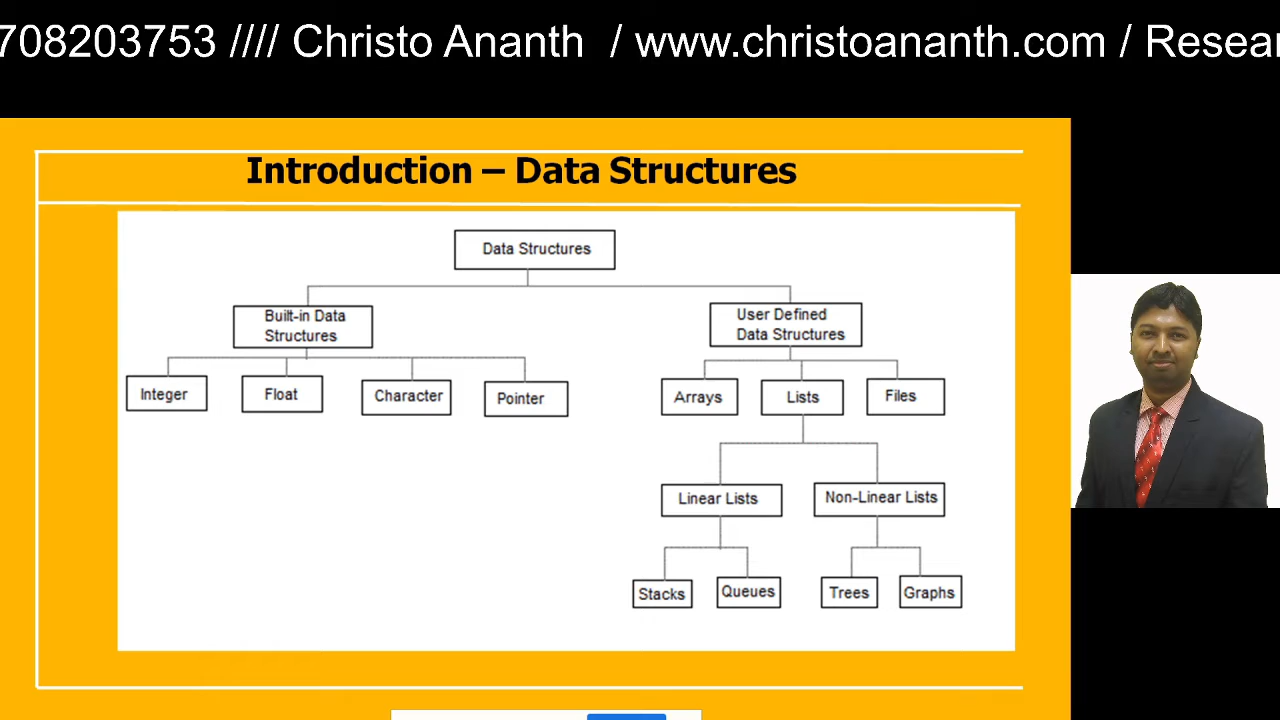 708203753 //// Christo Ananth / www.christoananth.com / Resear
Introduction – Data Structures
Data Structures
Built-in Data
Structures
User Defined
Data Structures
Integer
Float
Character
Pointer
Arrays
Lists
Files
Linear Lists
Non-Linear Lists
Stacks
Queues
Trees
Graphs